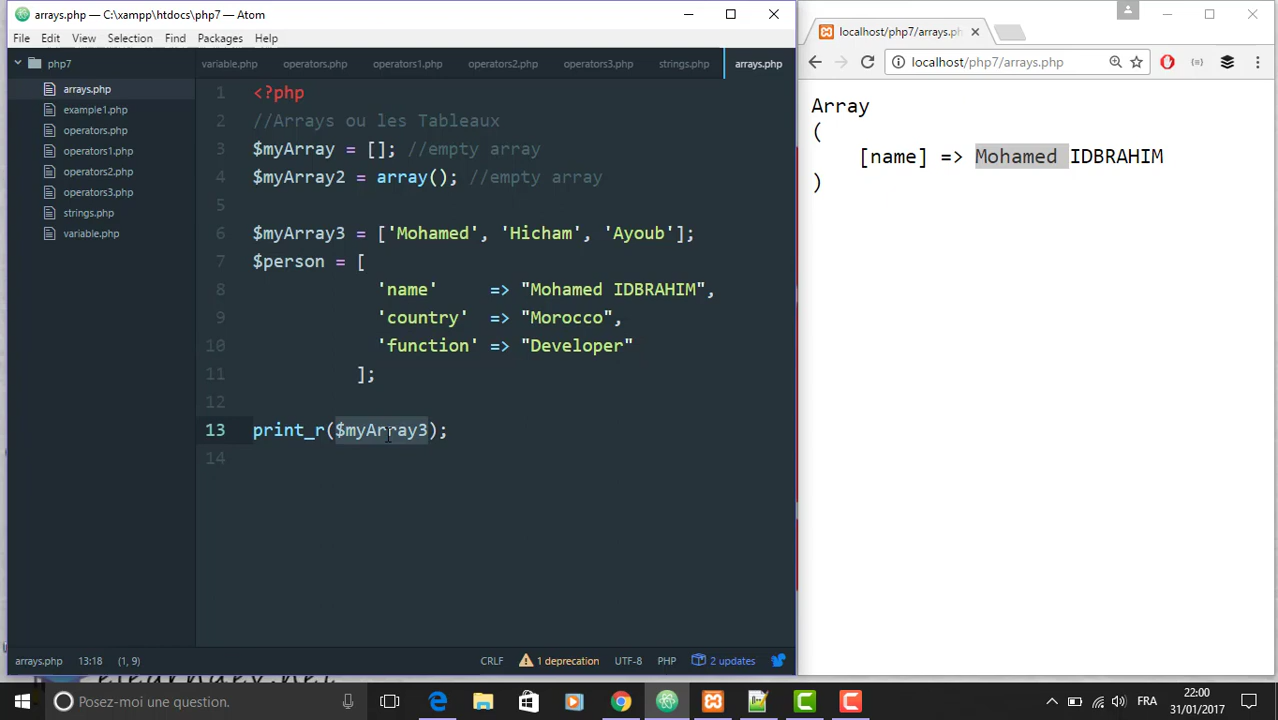 arrays.php — C:\xampp\htdocs\php7 — Atom
File Edit View Selection Find Packages Help
php7
arrays.php
example1.php
operators.php
operators1.php
operators2.php
operators3.php
strings.php
variable.php
variable.php operators.php operators1.php operators2.php operators3.php strings.php arrays.php
1 <?php
2 //Arrays ou les Tableaux
3 $myArray = []; //empty array
4 $myArray2 = array(); //empty array
5
6 $myArray3 = ['Mohamed', 'Hicham', 'Ayoub'];
7 $person = [
8 'name' => "Mohamed IDBRAHIM",
9 'country' => "Morocco",
10 'function' => "Developer"
11 ];
12
13 print_r($myArray3);
14
arrays.php 13:18 (1, 9) CRLF 1 deprecation UTF-8 PHP 2 updates
localhost/php7/arrays.ph
localhost/php7/arrays.php
Array
(
[name] => Mohamed IDBRAHIM
)
Posez-moi une question.
FRA
22:00
31/01/2017